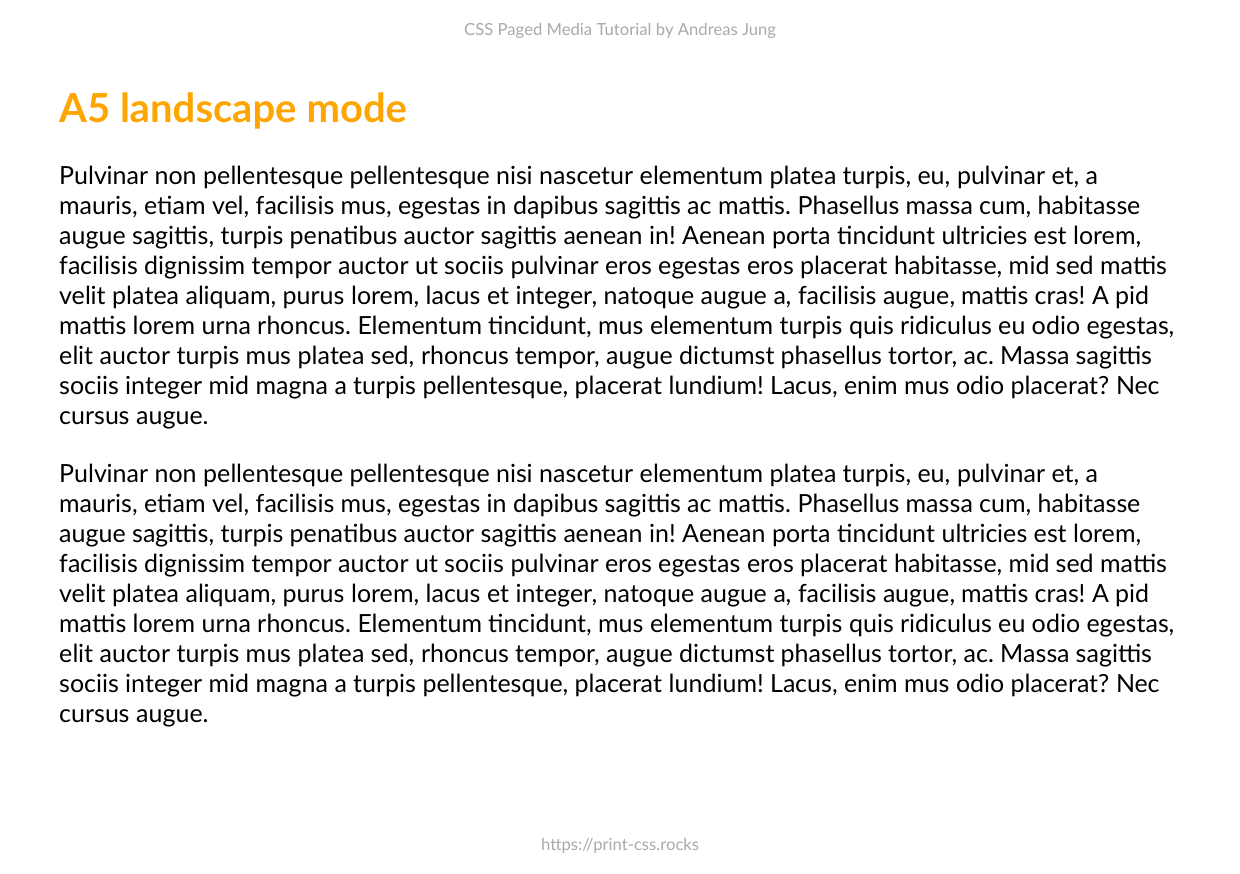 CSS Paged Media Tutorial by Andreas Jung
A5 landscape mode
Pulvinar non pellentesque pellentesque nisi nascetur elementum platea turpis, eu, pulvinar et, a
mauris, etiam vel, facilisis mus, egestas in dapibus sagittis ac mattis. Phasellus massa cum, habitasse
augue sagittis, turpis penatibus auctor sagittis aenean in! Aenean porta tincidunt ultricies est lorem,
facilisis dignissim tempor auctor ut sociis pulvinar eros egestas eros placerat habitasse, mid sed mattis
velit platea aliquam, purus lorem, lacus et integer, natoque augue a, facilisis augue, mattis cras! A pid
mattis lorem urna rhoncus. Elementum tincidunt, mus elementum turpis quis ridiculus eu odio egestas,
elit auctor turpis mus platea sed, rhoncus tempor, augue dictumst phasellus tortor, ac. Massa sagittis
sociis integer mid magna a turpis pellentesque, placerat lundium! Lacus, enim mus odio placerat? Nec
cursus augue.
Pulvinar non pellentesque pellentesque nisi nascetur elementum platea turpis, eu, pulvinar et, a
mauris, etiam vel, facilisis mus, egestas in dapibus sagittis ac mattis. Phasellus massa cum, habitasse
augue sagittis, turpis penatibus auctor sagittis aenean in! Aenean porta tincidunt ultricies est lorem,
facilisis dignissim tempor auctor ut sociis pulvinar eros egestas eros placerat habitasse, mid sed mattis
velit platea aliquam, purus lorem, lacus et integer, natoque augue a, facilisis augue, mattis cras! A pid
mattis lorem urna rhoncus. Elementum tincidunt, mus elementum turpis quis ridiculus eu odio egestas,
elit auctor turpis mus platea sed, rhoncus tempor, augue dictumst phasellus tortor, ac. Massa sagittis
sociis integer mid magna a turpis pellentesque, placerat lundium! Lacus, enim mus odio placerat? Nec
cursus augue.
https://print-css.rocks